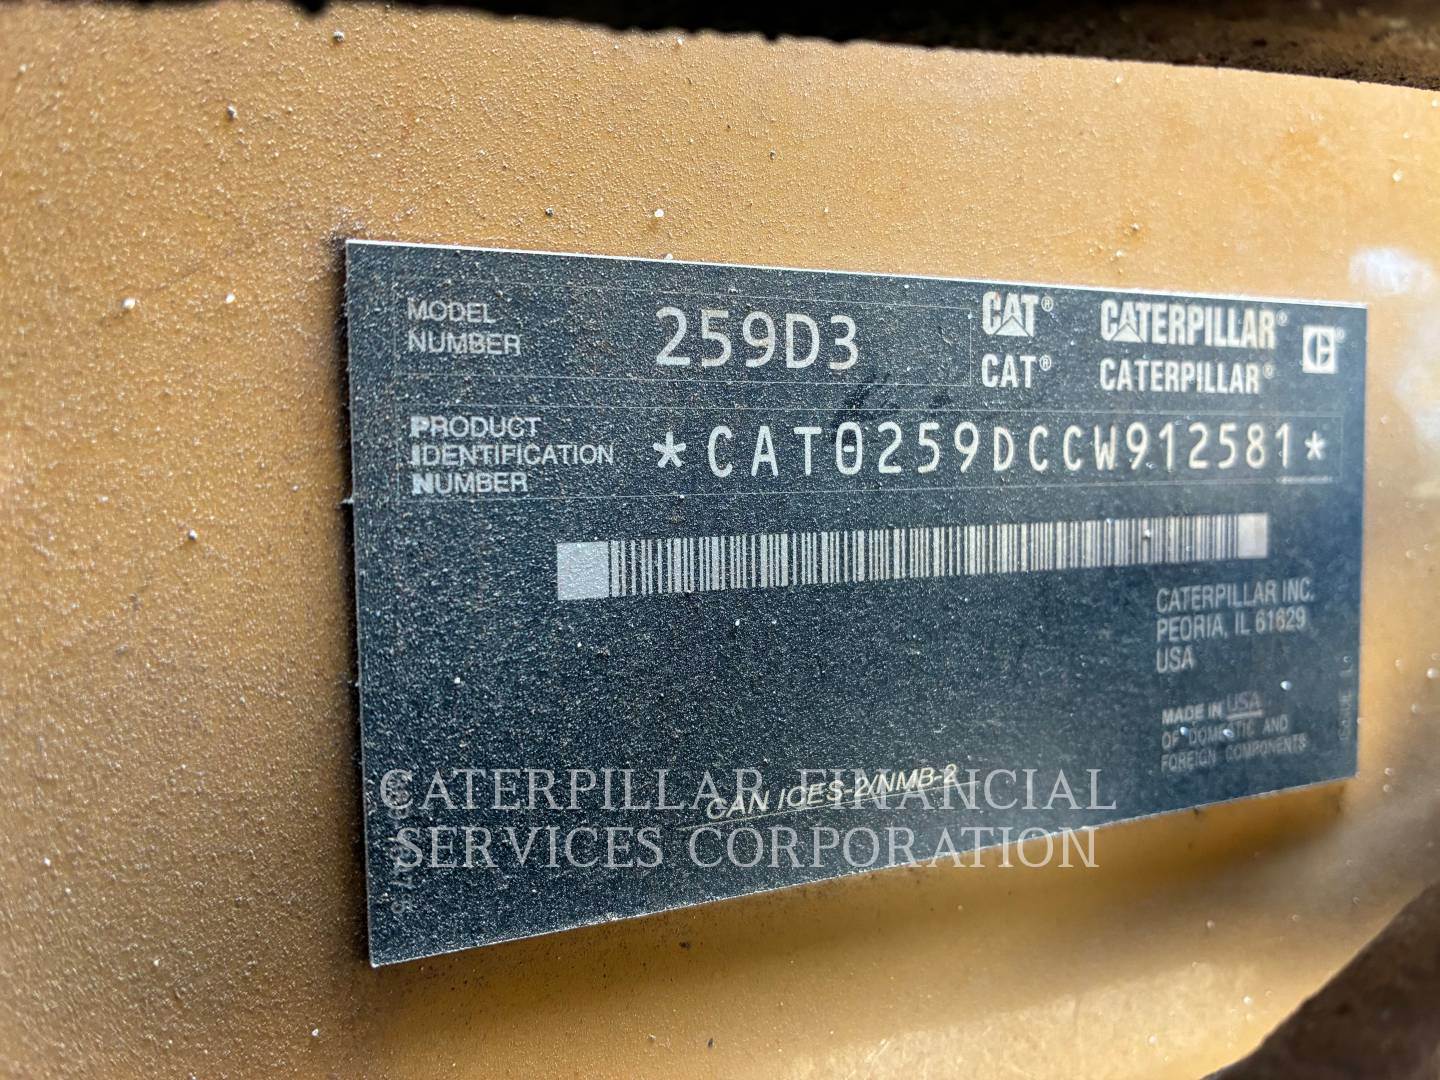 MODEL NUMBER 259D3
CAT® CATERPILLAR®
CAT® CATERPILLAR®
PRODUCT
IDENTIFICATION
NUMBER
*CAT0259DCCW912581*
CATERPILLAR INC.
PEORIA, IL 61629
USA
MADE IN USA
OF DOMESTIC AND
FOREIGN COMPONENTS
CAN ICES-2/NMB-2
CATERPILLAR FINANCIAL
SERVICES CORPORATION